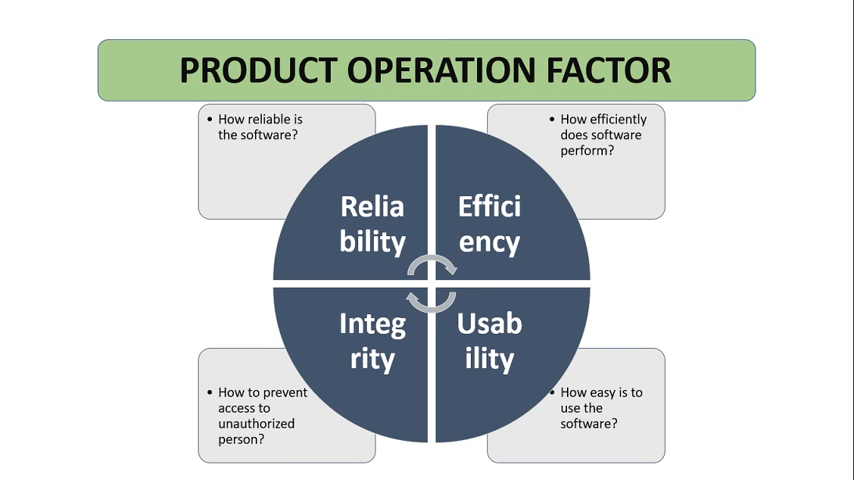 PRODUCT OPERATION FACTOR
• How reliable is
the software?
• How efficiently
does software
perform?
Relia
bility
Effici
ency
Integ
rity
Usab
ility
• How to prevent
access to
unauthorized
person?
• How easy is to
use the
software?